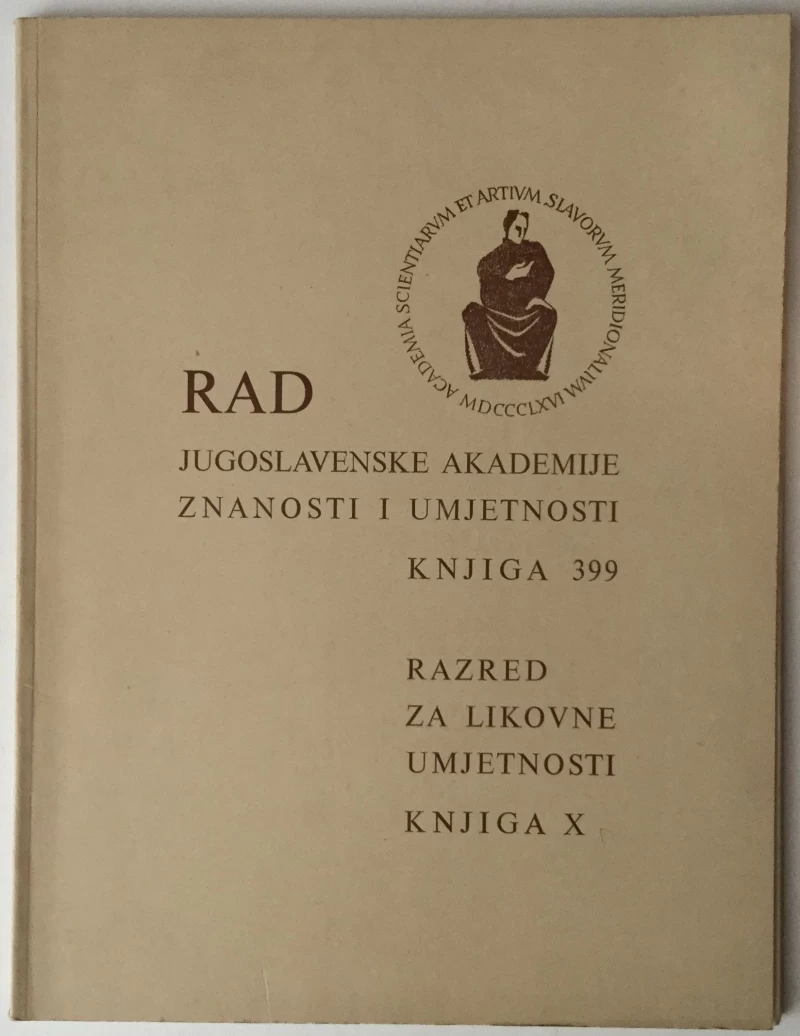 ACADEMIA SCIENTIARVM ET ARTIVM SLAVORVM MERIDIONALIVM
MDCCCLXVI
RAD
JUGOSLAVENSKE AKADEMIJE
ZNANOSTI I UMJETNOSTI
KNJIGA 399
RAZRED
ZA LIKOVNE
UMJETNOSTI
KNJIGA X